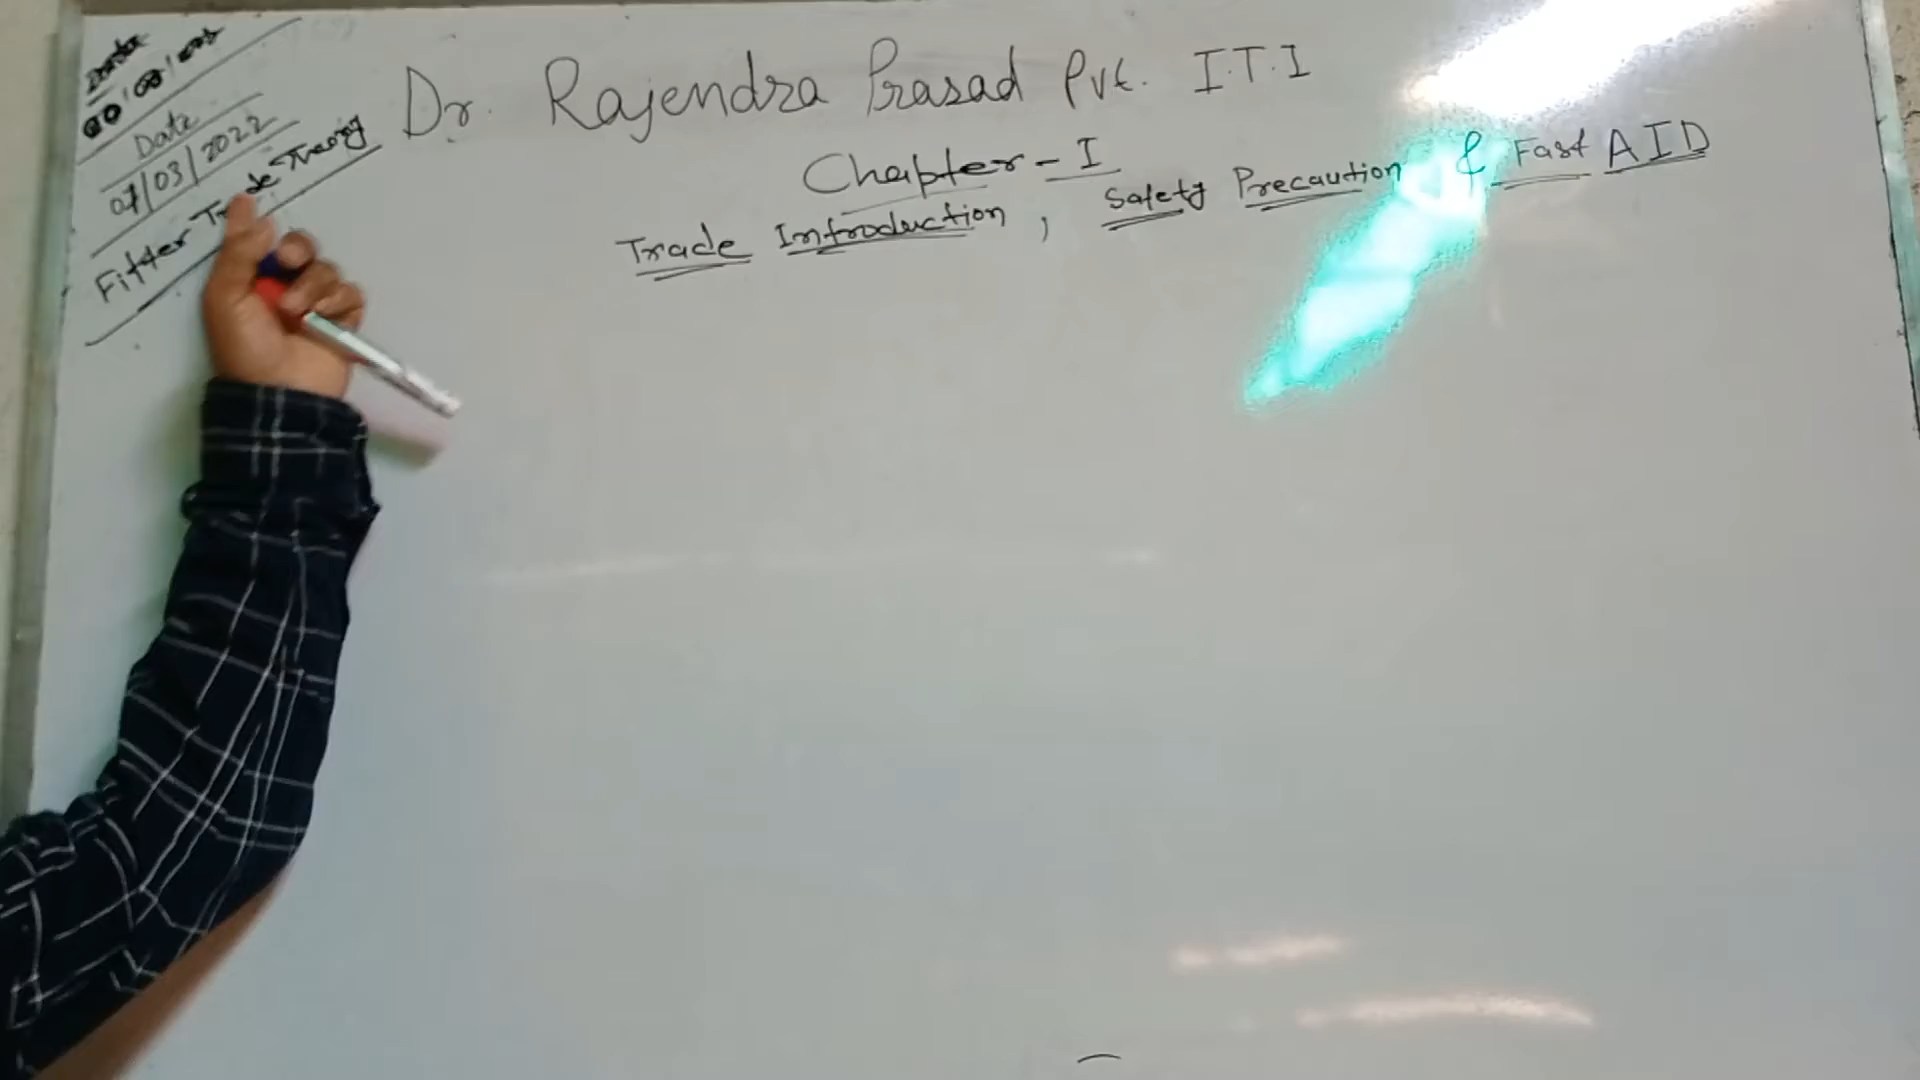 Date
07/03/2022
Fitter Trade Theory
Dr. Rajendra Prasad Pvt. I.T.I
Chapter - I
Trade Introduction, Safety Precaution & Fast AID